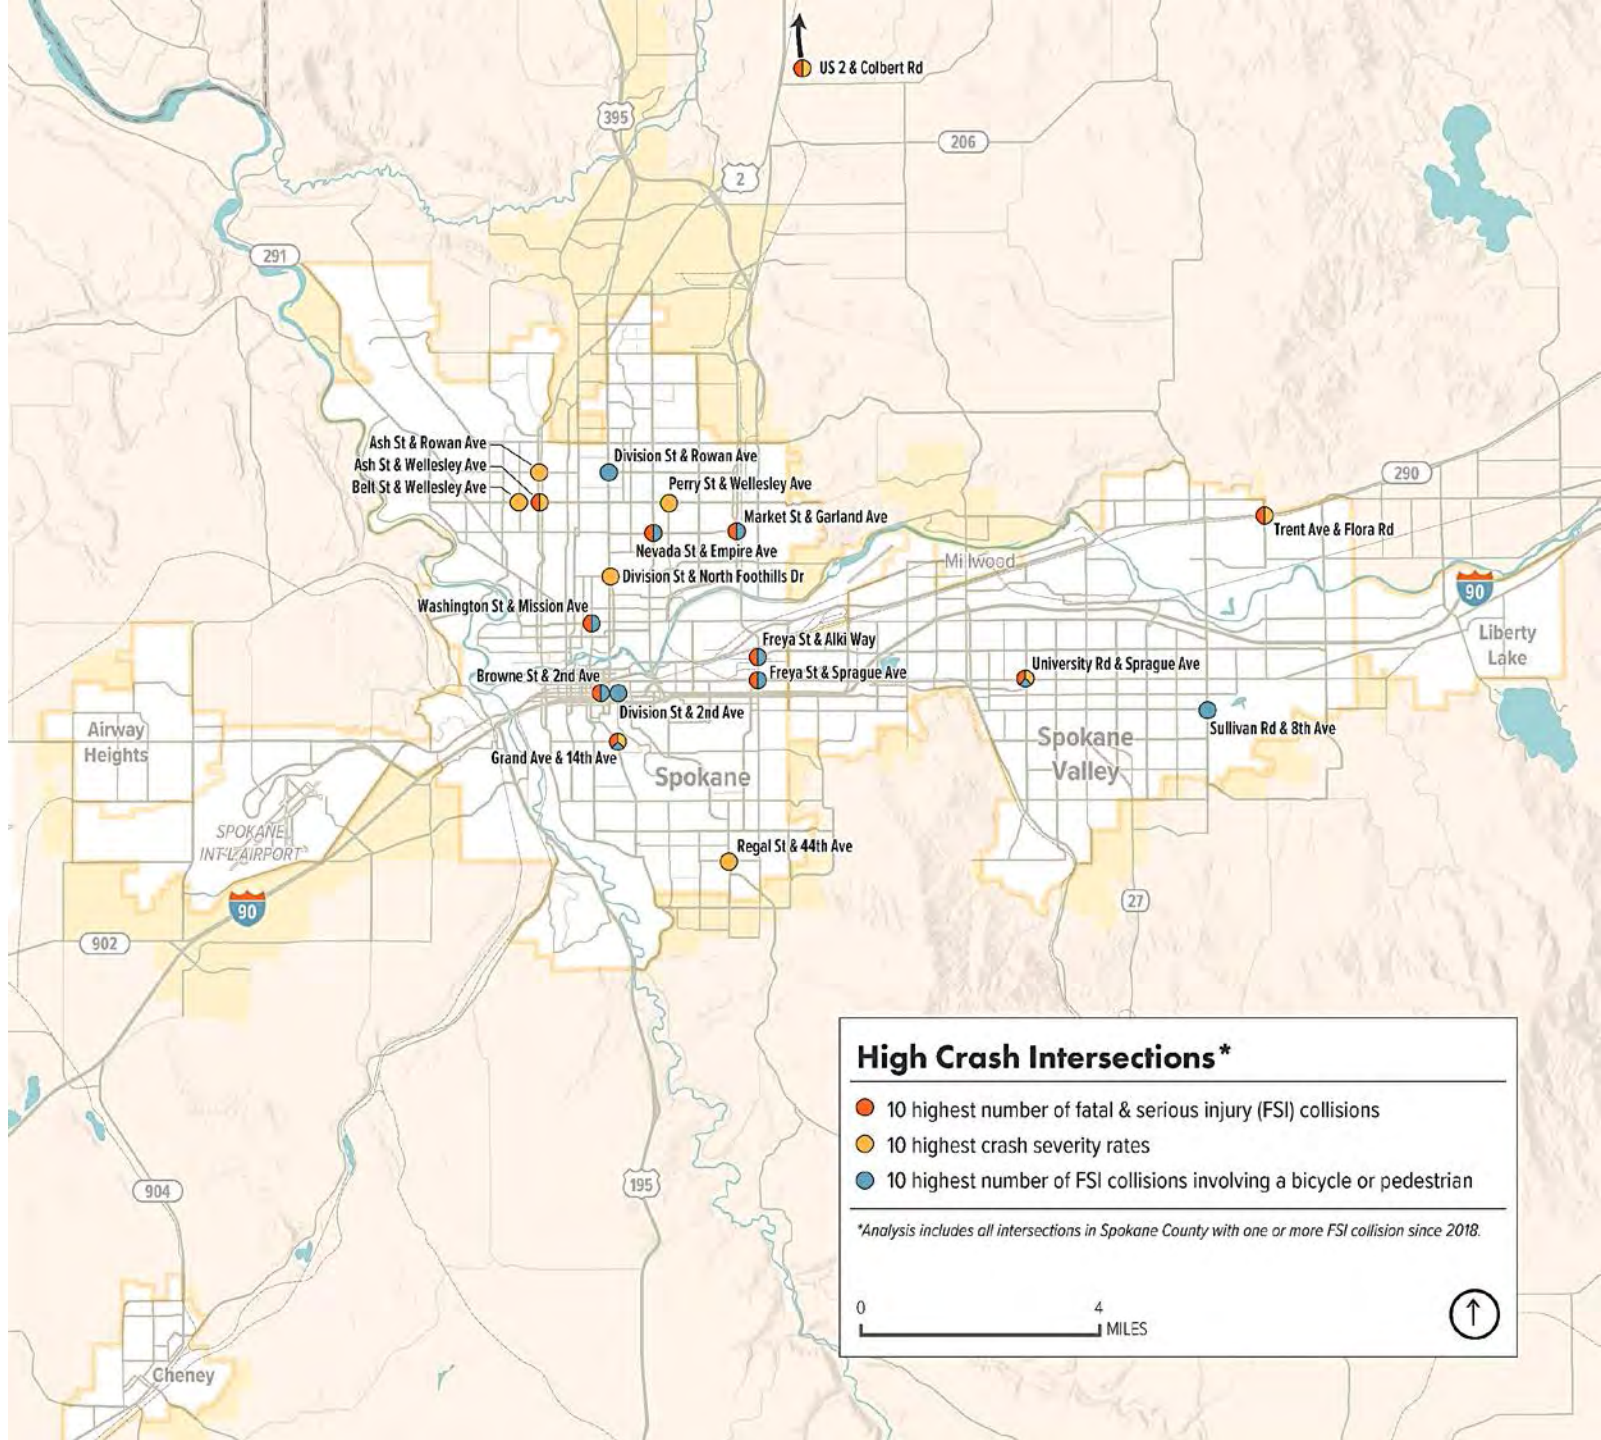 US 2 & Colbert Rd
395
206
2
291
Ash St & Rowan Ave
Division St & Rowan Ave
Ash St & Wellesley Ave
Belt St & Wellesley Ave
Perry St & Wellesley Ave
290
Market St & Garland Ave
Trent Ave & Flora Rd
Nevada St & Empire Ave
Millwood
Division St & North Foothills Dr
90
Washington St & Mission Ave
Freya St & Alki Way
Liberty
Lake
University Rd & Sprague Ave
Freya St & Sprague Ave
Browne St & 2nd Ave
Division St & 2nd Ave
Sullivan Rd & 8th Ave
Airway
Heights
Spokane
Valley
Grand Ave & 14th Ave
Spokane
SPOKANE
INT'L AIRPORT
Regal St & 44th Ave
90
27
902
High Crash Intersections*
10 highest number of fatal & serious injury (FSI) collisions
10 highest crash severity rates
10 highest number of FSI collisions involving a bicycle or pedestrian
*Analysis includes all intersections in Spokane County with one or more FSI collision since 2018.
904
195
0 4
MILES
Cheney